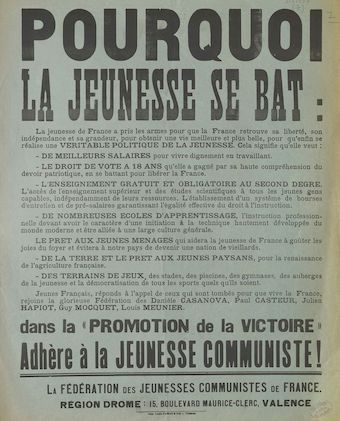 POURQUOI
LA JEUNESSE SE BAT :
La jeunesse de France a pris les armes pour que la France retrouve sa liberté, son
indépendance et sa grandeur, pour obtenir une vie meilleure et plus belle, pour qu'enfin se
réalise une VERITABLE POLITIQUE DE LA JEUNESSE. Cela signifie qu'elle veut :
- DE MEILLEURS SALAIRES pour vivre dignement en travaillant.
- LE DROIT DE VOTE A 18 ANS qu'elle a gagné par sa haute compréhension du
devoir patriotique, en se battant pour libérer la France.
- L'ENSEIGNEMENT GRATUIT ET OBLIGATOIRE AU SECOND DEGRE.
L'accès de l'enseignement supérieur et des études scientifiques à tous les jeunes gens
capables, indépendamment de leurs ressources. L'établissement d'un système de bourses
d'entretien et de pré-salaires garantissant l'égalité effective du droit à l'instruction.
- DE NOMBREUSES ECOLES D'APPRENTISSAGE, l'instruction profession-
nelle devant avoir le caractère d'une initiation à la technique hautement développée du
monde moderne et être alliée à une large culture générale.
LE PRET AUX JEUNES MENAGES qui aidera la jeunesse de France à goûter les
joies du foyer et évitera à notre pays de devenir une nation de vieillards.
- DE LA TERRE ET LE PRET AUX JEUNES PAYSANS, pour la renaissance
de l'agriculture française.
- DES TERRAINS DE JEUX, des stades, des piscines, des gymnases, des auberges
de la jeunesse et la démocratisation de tous les sports quels qu'ils soient.
Jeunes Français, réponds à l'appel de ceux qui sont tombés pour que vive la France,
rejoins la glorieuse Fédération des Danièle CASANOVA, Paul CASTEUR, Julien
HAPIOT, Guy MOCQUET, Louis MEUNIER.
dans la « PROMOTION de la VICTOIRE »
Adhère à la JEUNESSE COMMUNISTE !
LA FÉDÉRATION DES JEUNESSES COMMUNISTES DE FRANCE.
REGION DROME : 15, BOULEVARD MAURICE-CLERC, VALENCE